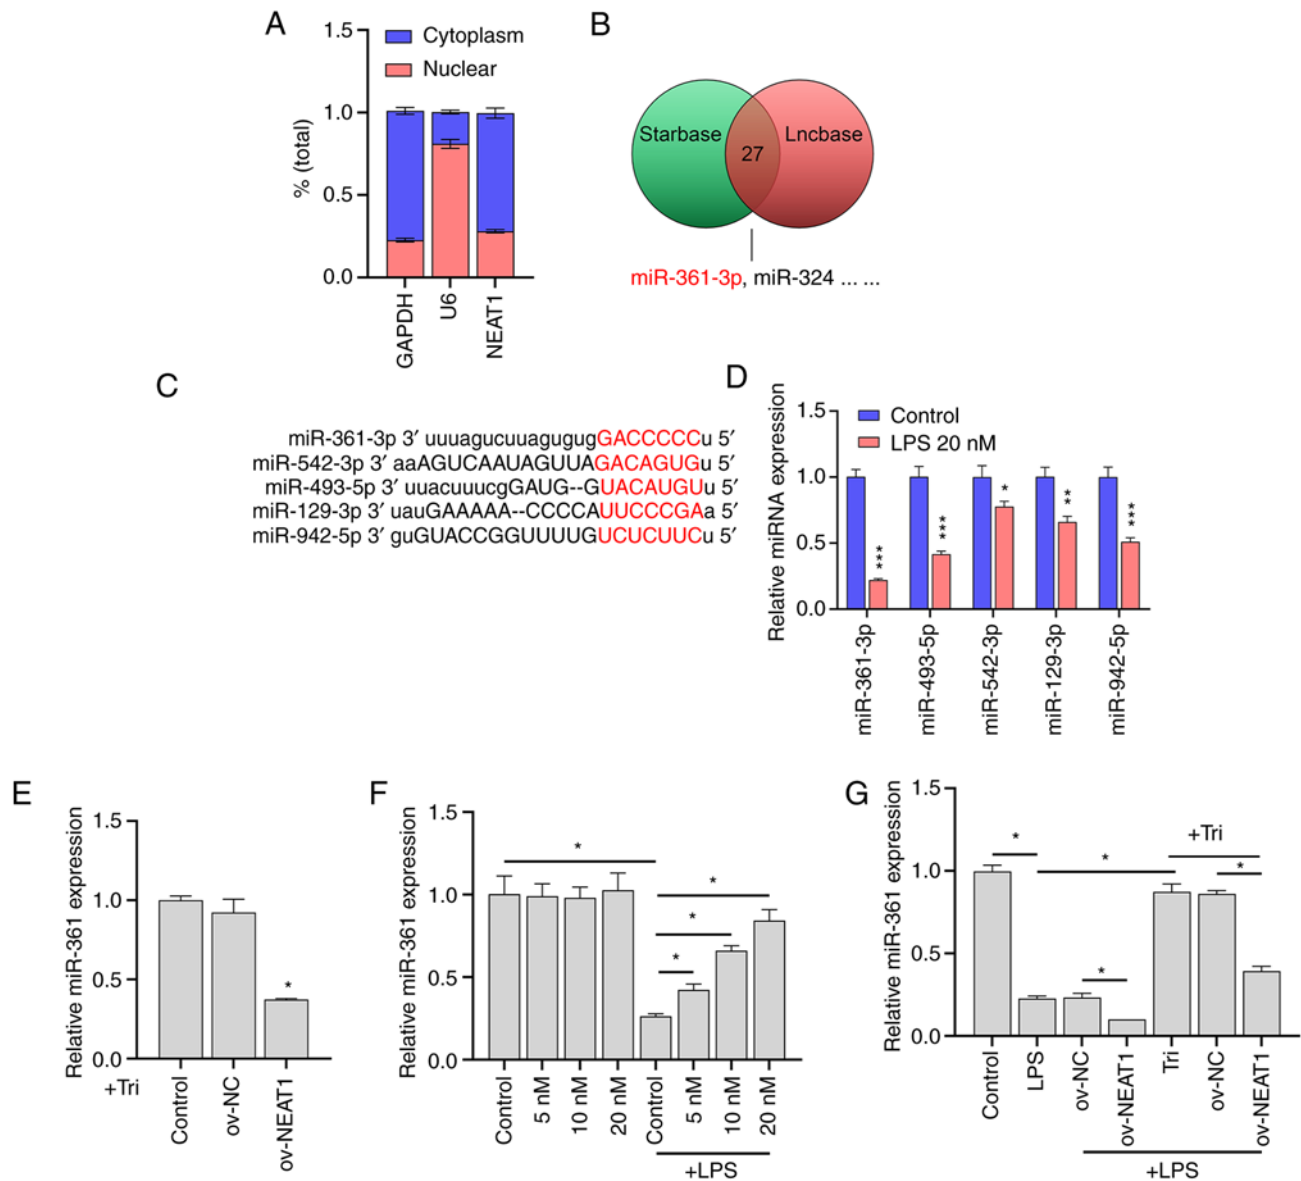 A
% (total)
1.5
1.0
0.5
0.0
Cytoplasm
Nuclear
GAPDH
U6
NEAT1
B
Starbase
27
Lncbase
miR-361-3p, miR-324 ... ...
C
miR-361-3p 3′ uuuagucuuagugugGACCCCCu 5′
miR-542-3p 3′ aaAGUCAAUAGUUAGACAGUGu 5′
miR-493-5p 3′ uuacuuucgGAUG--GUACAUGUu 5′
miR-129-3p 3′ uauGAAAAA--CCCCAUUCCCGAa 5′
miR-942-5p 3′ guGUACCGGUUUUGUCUCUUCu 5′
D
Relative miRNA expression
1.5
1.0
0.5
0.0
Control
LPS 20 nM
***
***
*
**
***
miR-361-3p
miR-493-5p
miR-542-3p
miR-129-3p
miR-942-5p
E
Relative miR-361 expression
1.5
1.0
0.5
0.0
*
+Tri
Control
ov-NC
ov-NEAT1
F
Relative miR-361 expression
1.5
1.0
0.5
0.0
*
*
*
*
Control
5 nM
10 nM
20 nM
Control
5 nM
10 nM
20 nM
+LPS
G
Relative miR-361 expression
1.5
1.0
0.5
0.0
+Tri
*
*
*
*
Control
LPS
ov-NC
ov-NEAT1
Tri
ov-NC
ov-NEAT1
+LPS